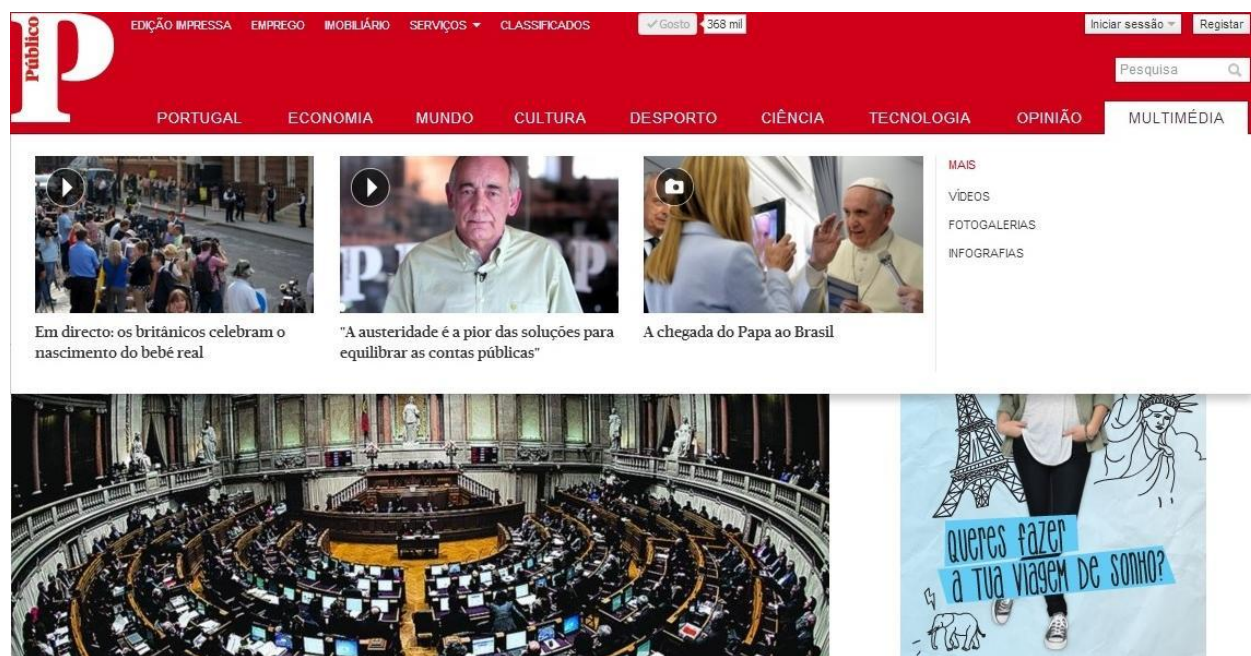 Público
EDIÇÃO IMPRESSA EMPREGO IMOBILIÁRIO SERVIÇOS CLASSIFICADOS Gosto 368 mil Iniciar sessão Registar
Pesquisa
PORTUGAL ECONOMIA MUNDO CULTURA DESPORTO CIÊNCIA TECNOLOGIA OPINIÃO MULTIMÉDIA
Em directo: os britânicos celebram o
nascimento do bebé real
"A austeridade é a pior das soluções para
equilibrar as contas públicas"
A chegada do Papa ao Brasil
MAIS
VÍDEOS
FOTOGALERIAS
INFOGRAFIAS
QUERES FAZER
A TUA VIAGEM DE SONHO?